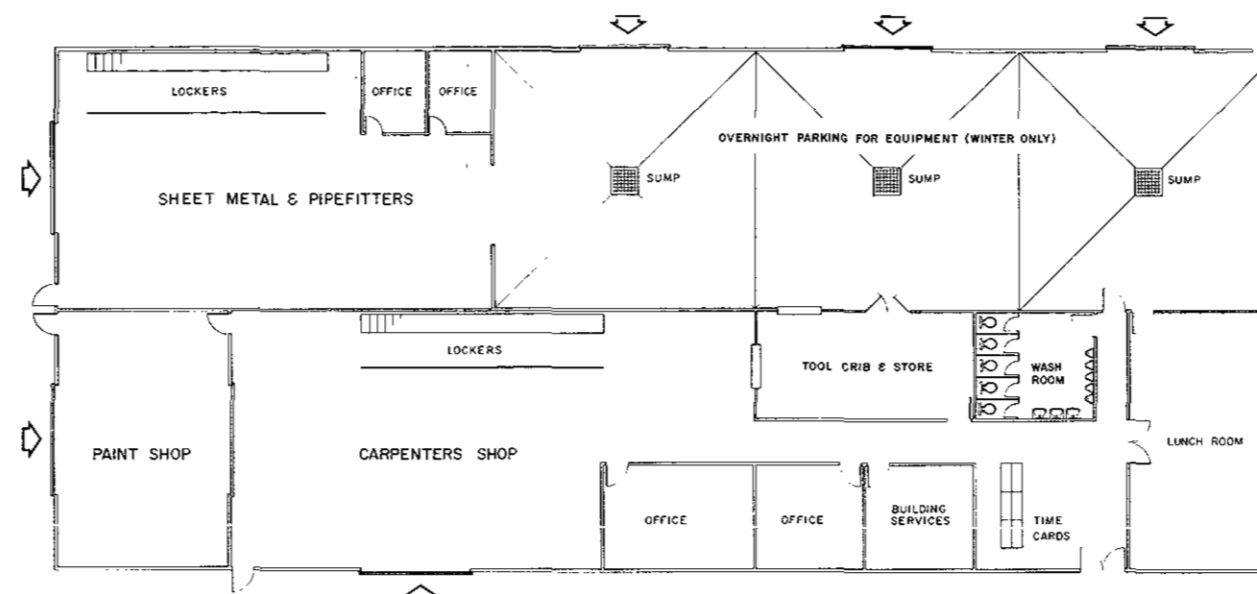 LOCKERS
OFFICE
OFFICE
OVERNIGHT PARKING FOR EQUIPMENT (WINTER ONLY)
SUMP
SUMP
SUMP
SHEET METAL & PIPEFITTERS
LOCKERS
TOOL CRIB & STORE
WASH
ROOM
PAINT SHOP
CARPENTERS SHOP
LUNCH ROOM
OFFICE
OFFICE
BUILDING
SERVICES
TIME
CARDS